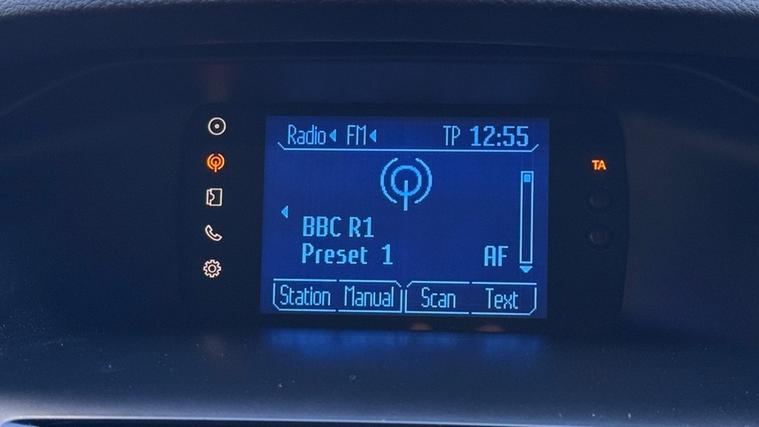 Radio FM TP 12:55
TA
BBC R1
Preset 1 AF
Station Manual Scan Text